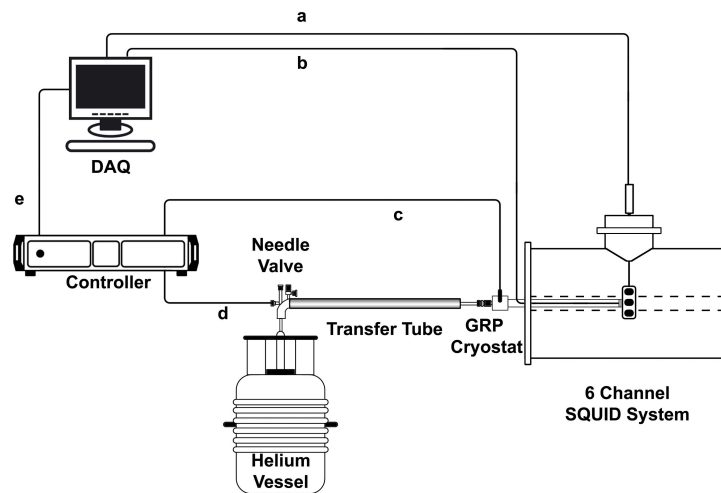 a
b
DAQ
e
c
Needle
Valve
Controller
d
Transfer Tube
GRP
Cryostat
6 Channel
SQUID System
Helium
Vessel